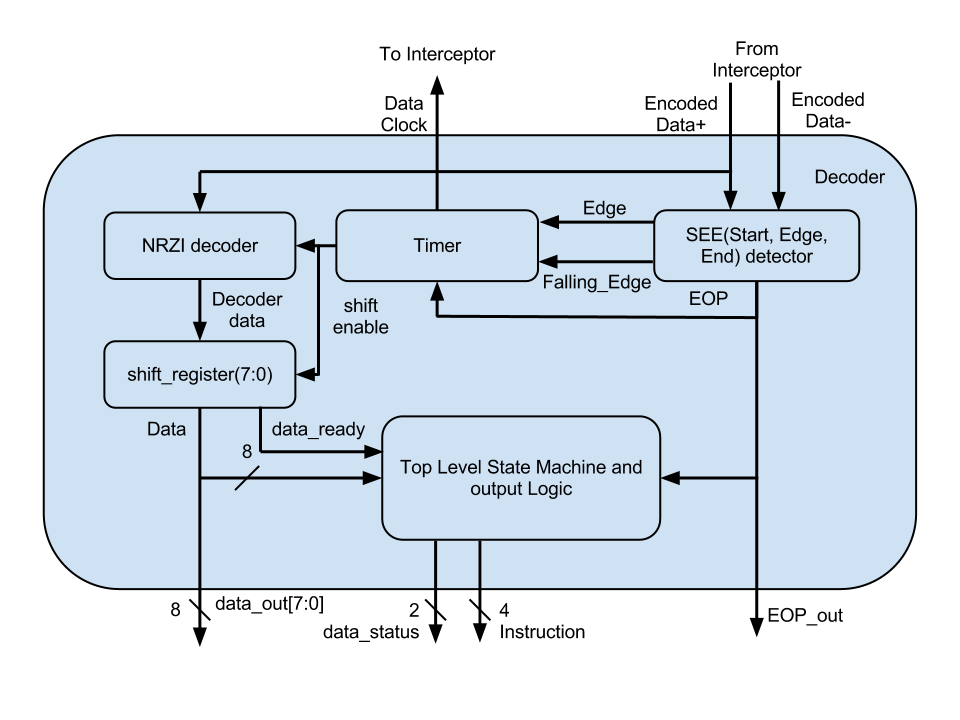 To Interceptor
From
Interceptor
Data
Clock
Encoded
Data+
Encoded
Data-
Decoder
NRZI decoder
Timer
Edge
SEE(Start, Edge,
End) detector
Falling_Edge
EOP
Decoder
data
shift
enable
shift_register(7:0)
Data
data_ready
8
Top Level State Machine and
output Logic
8
data_out[7:0]
2
data_status
4
Instruction
EOP_out